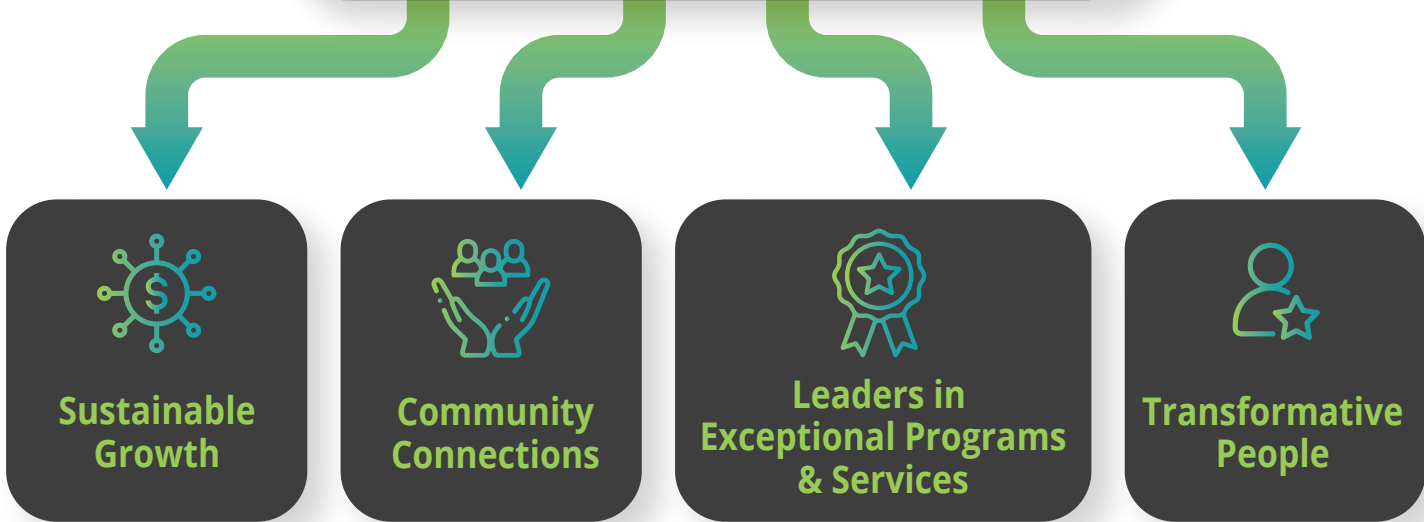 Sustainable
Growth
Community
Connections
Leaders in
Exceptional Programs
& Services
Transformative
People